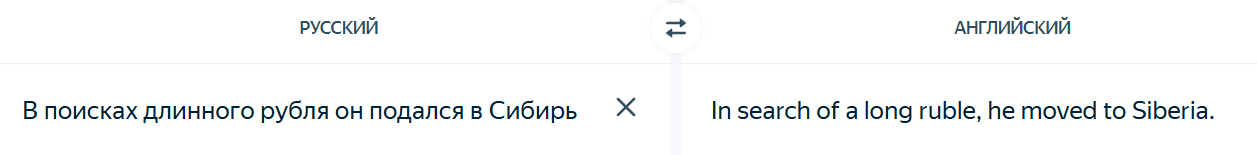 РУССКИЙ
АНГЛИЙСКИЙ
В поисках длинного рубля он подался в Сибирь
In search of a long ruble, he moved to Siberia.